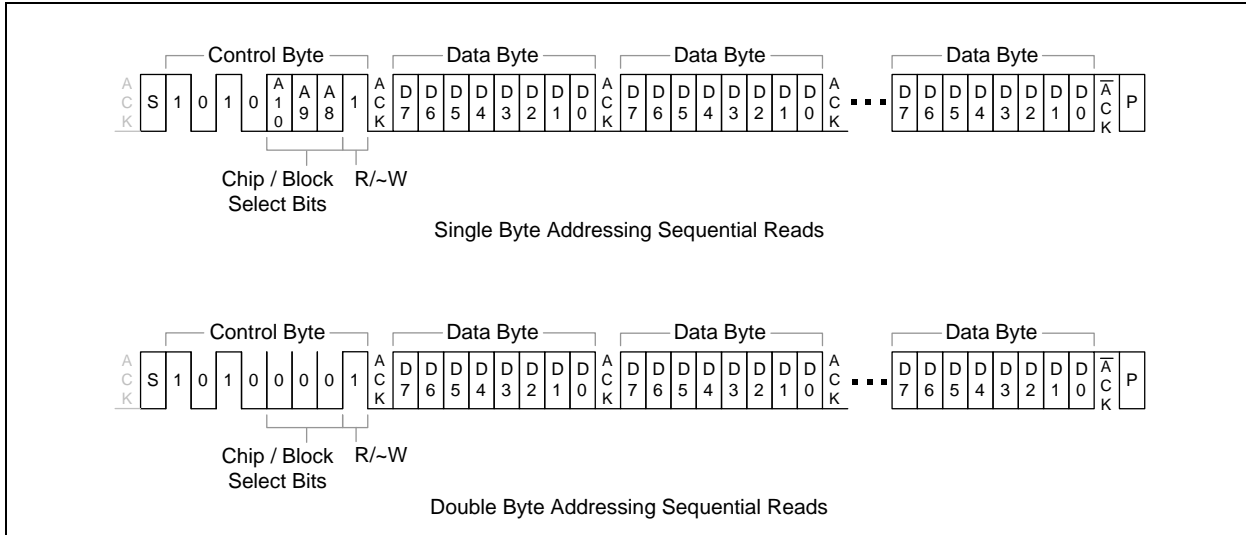 Control Byte Data Byte Data Byte Data Byte
ACK S 1 0 1 0 A10 A9 A8 1 ACK D7 D6 D5 D4 D3 D2 D1 D0 ACK D7 D6 D5 D4 D3 D2 D1 D0 ACK ... D7 D6 D5 D4 D3 D2 D1 D0 A̅CK P
Chip / Block R/~W
Select Bits
Single Byte Addressing Sequential Reads
Control Byte Data Byte Data Byte Data Byte
ACK S 1 0 1 0 0 0 0 1 ACK D7 D6 D5 D4 D3 D2 D1 D0 ACK D7 D6 D5 D4 D3 D2 D1 D0 ACK ... D7 D6 D5 D4 D3 D2 D1 D0 A̅CK P
Chip / Block R/~W
Select Bits
Double Byte Addressing Sequential Reads